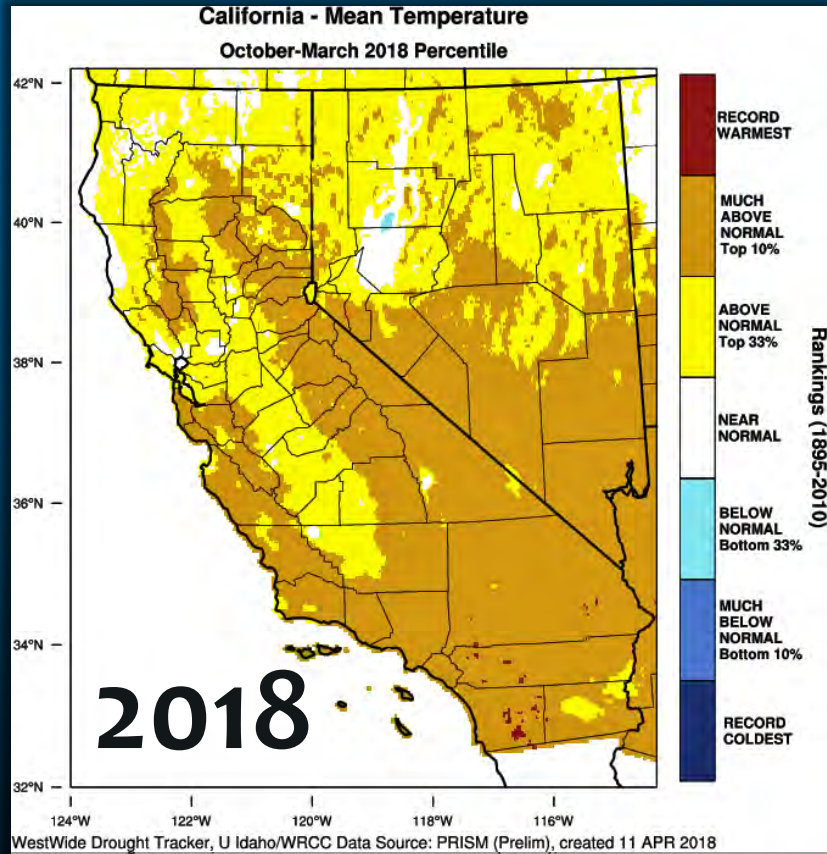 California - Mean Temperature
October-March 2018 Percentile
42°N
40°N
38°N
36°N
34°N
32°N
124°W
122°W
120°W
118°W
116°W
2018
RECORD
WARMEST
MUCH
ABOVE
NORMAL
Top 10%
ABOVE
NORMAL
Top 33%
NEAR
NORMAL
BELOW
NORMAL
Bottom 33%
MUCH
BELOW
NORMAL
Bottom 10%
RECORD
COLDEST
Rankings (1895-2010)
WestWide Drought Tracker, U Idaho/WRCC Data Source: PRISM (Prelim), created 11 APR 2018